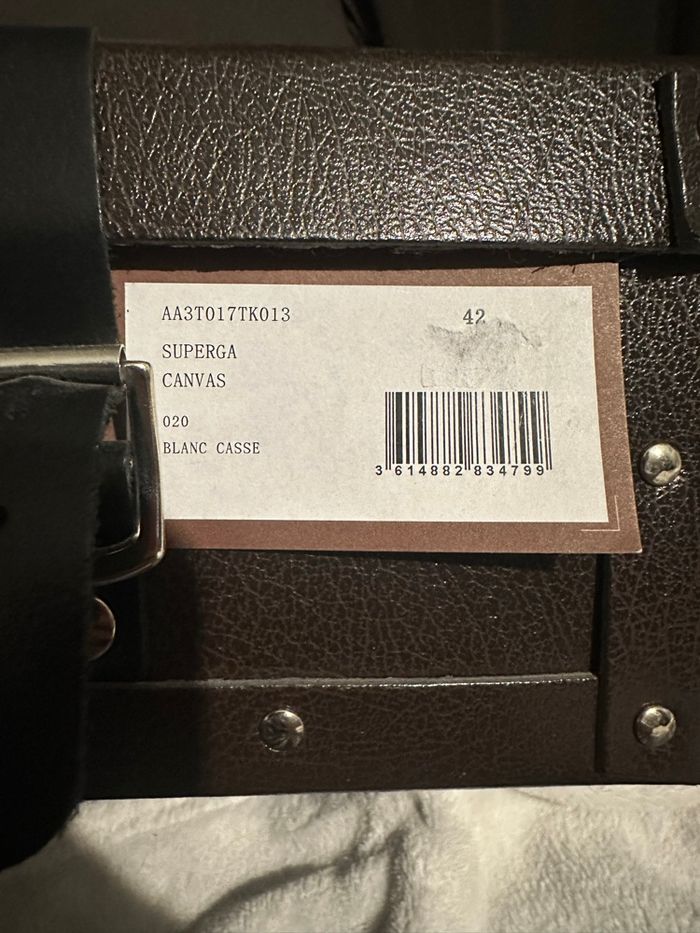 AA3T017TK013 42
SUPERGA
CANVAS
020
BLANC CASSE
3 614882 834799